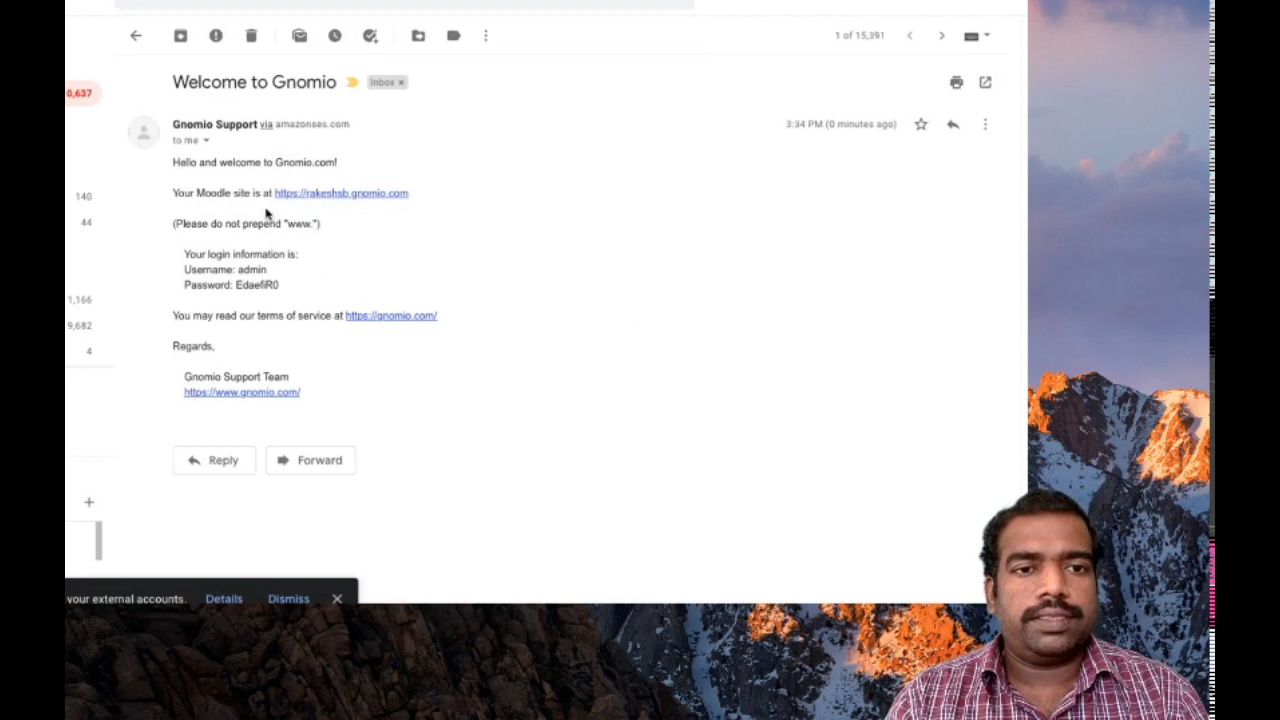 1 of 15,391
Welcome to Gnomio
Inbox ×
0,637
Gnomio Support via amazonses.com
3:34 PM (0 minutes ago)
to me
Hello and welcome to Gnomio.com!
Your Moodle site is at https://rakeshsb.gnomio.com
140
44
(Please do not prepend "www.")
Your login information is:
Username: admin
Password: EdaefiR0
1,166
You may read our terms of service at https://gnomio.com/
9,682
Regards,
4
Gnomio Support Team
https://www.gnomio.com/
Reply
Forward
your external accounts. Details Dismiss